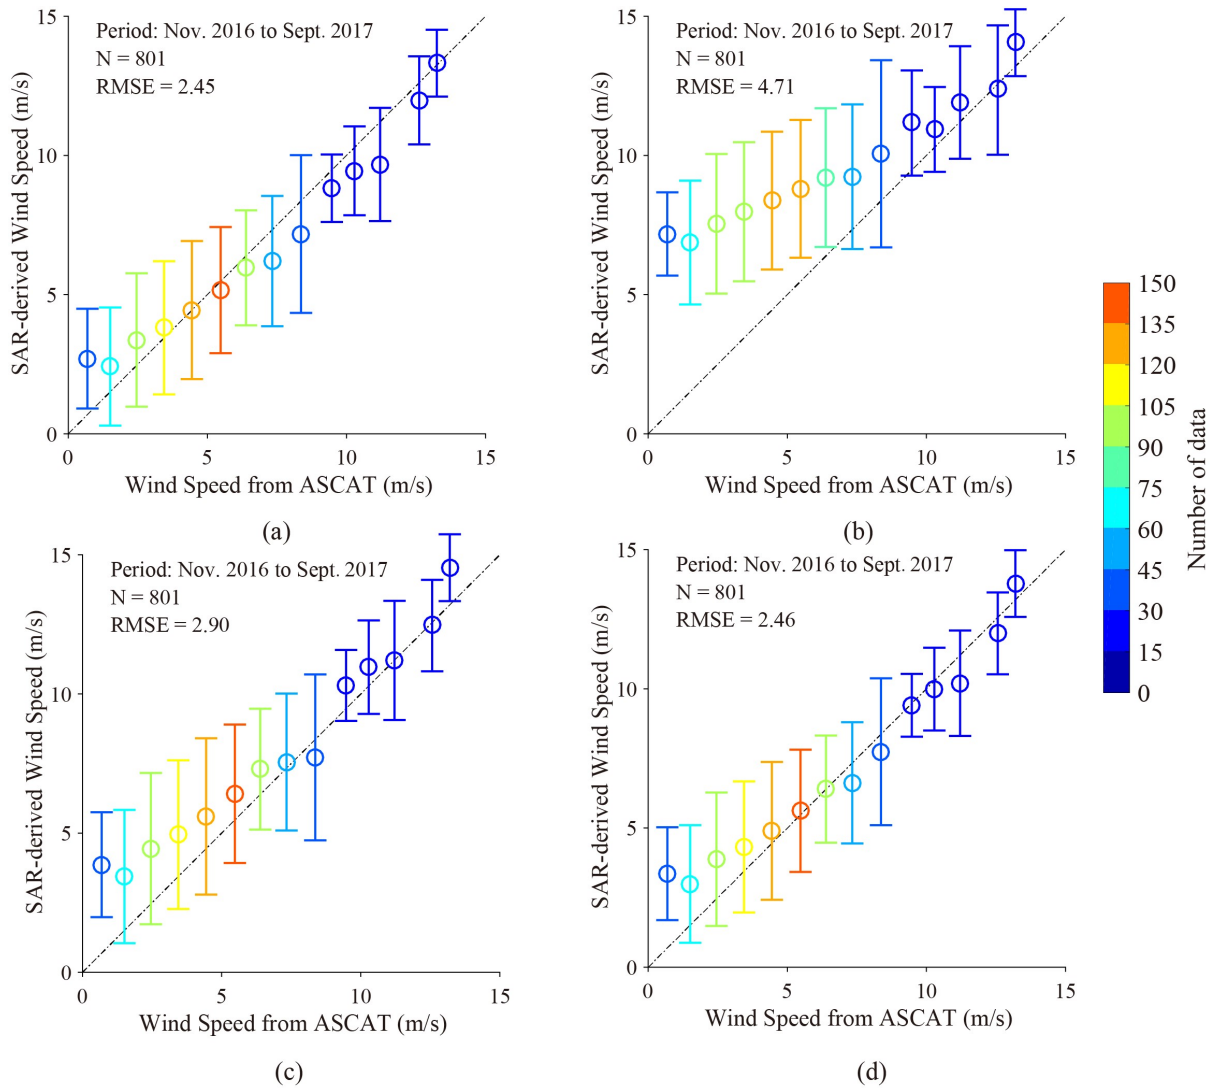 Period: Nov. 2016 to Sept. 2017
N = 801
RMSE = 2.45
SAR-derived Wind Speed (m/s)
15
10
5
0
0 5 10 15
Wind Speed from ASCAT (m/s)
(a)
Period: Nov. 2016 to Sept. 2017
N = 801
RMSE = 4.71
SAR-derived Wind Speed (m/s)
15
10
5
0
0 5 10 15
Wind Speed from ASCAT (m/s)
(b)
Period: Nov. 2016 to Sept. 2017
N = 801
RMSE = 2.90
SAR-derived Wind Speed (m/s)
15
10
5
0
0 5 10 15
Wind Speed from ASCAT (m/s)
(c)
Period: Nov. 2016 to Sept. 2017
N = 801
RMSE = 2.46
SAR-derived Wind Speed (m/s)
15
10
5
0
0 5 10 15
Wind Speed from ASCAT (m/s)
(d)
150
135
120
105
90
75
60
45
30
15
0
Number of data